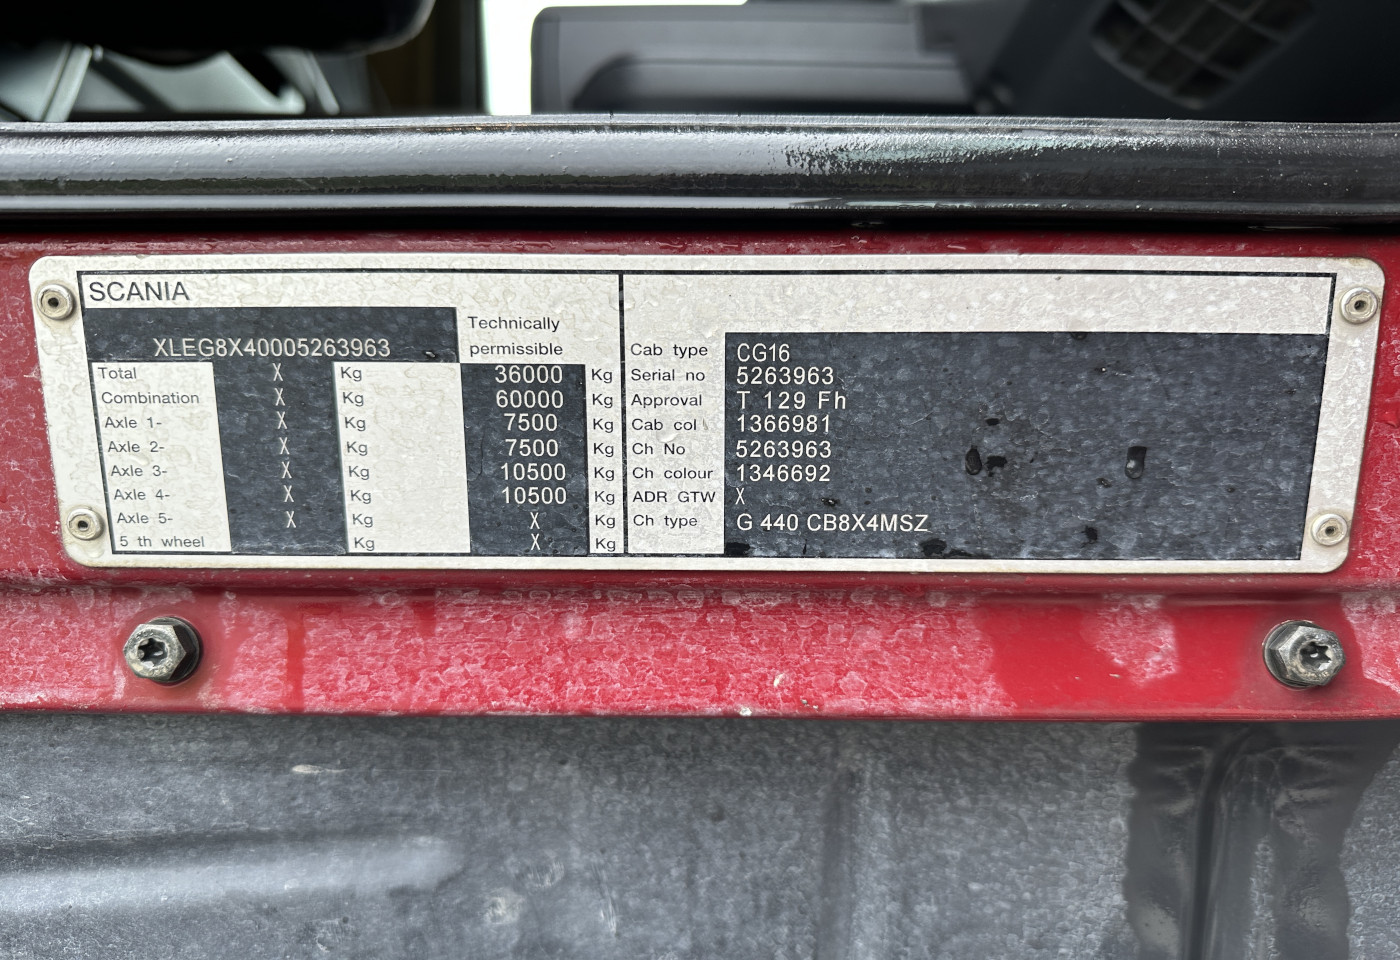 SCANIA
XLEG8X40005263963
Technically
permissible
Total X Kg 36000 Kg
Combination X Kg 60000 Kg
Axle 1- X Kg 7500 Kg
Axle 2- X Kg 7500 Kg
Axle 3- X Kg 10500 Kg
Axle 4- X Kg 10500 Kg
Axle 5- X Kg X Kg
5 th wheel Kg X Kg
Cab type CG16
Serial no 5263963
Approval T 129 Fh
Cab col 1366981
Ch No 5263963
Ch colour 1346692
ADR GTW X
Ch type G 440 CB8X4MSZ